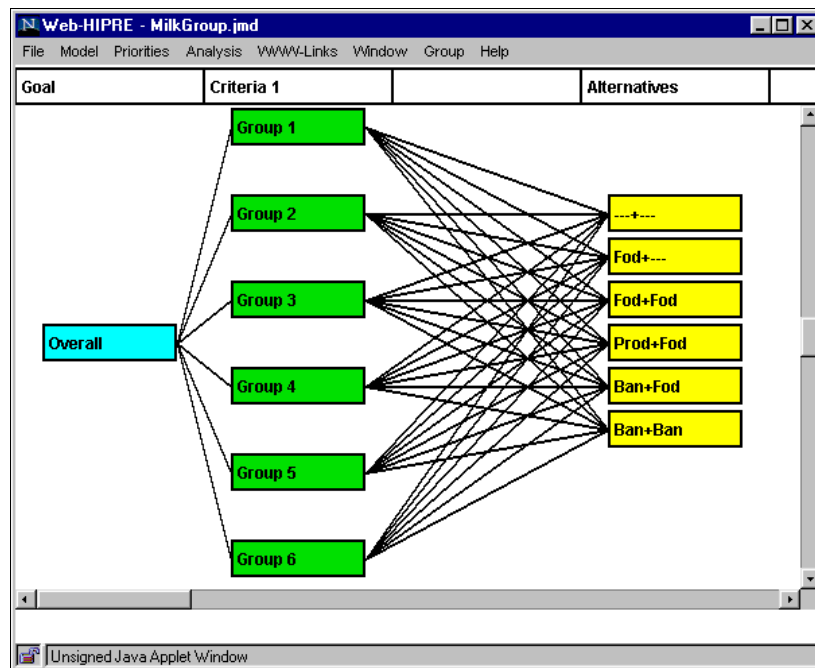 Web-HIPRE - MilkGroup.jmd
File Model Priorities Analysis WWW-Links Window Group Help
Goal Criteria 1 Alternatives
Group 1
Group 2
---+---
Fod+---
Group 3
Fod+Fod
Overall
Prod+Fod
Group 4
Ban+Fod
Ban+Ban
Group 5
Group 6
Unsigned Java Applet Window